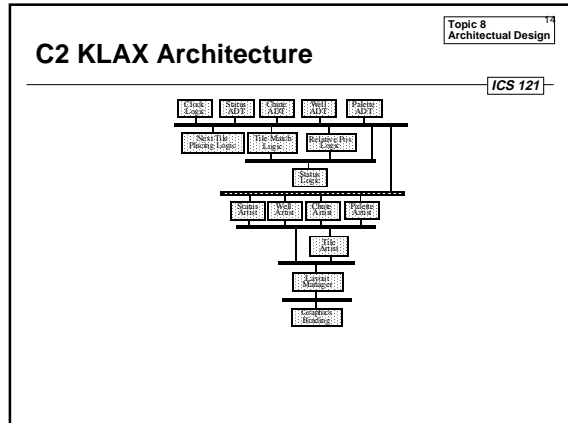 14
Topic 8
Architectual Design
C2 KLAX Architecture
ICS 121
Clock Logic
Status ADT
Chute ADT
Well ADT
Palette ADT
Next Tile Placing Logic
Tile Match Logic
Relative Pos Logic
Status Logic
Status Artist
Well Artist
Chute Artist
Palette Artist
Tile Artist
Layout Manager
Graphics Binding